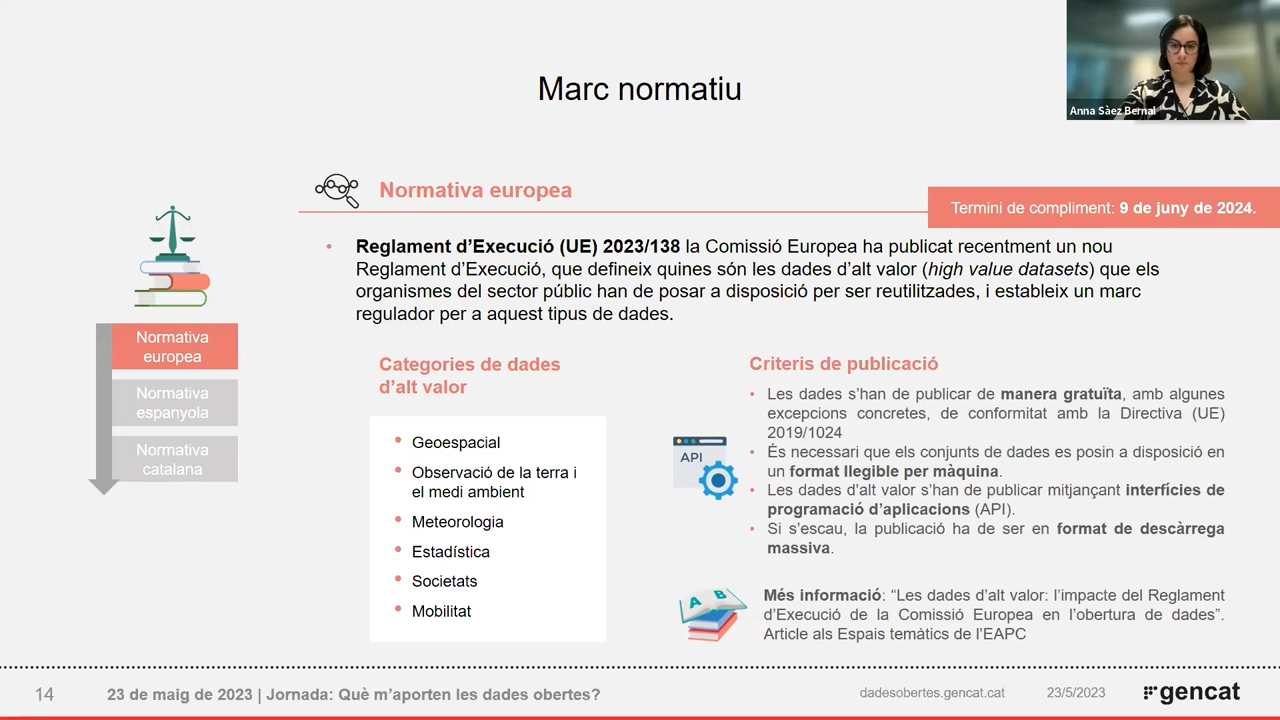 Marc normatiu
Anna Sàez Bernal
Normativa europea
Termini de compliment: 9 de juny de 2024.
• Reglament d’Execució (UE) 2023/138 la Comissió Europea ha publicat recentment un nou
Reglament d’Execució, que defineix quines són les dades d’alt valor (high value datasets) que els
organismes del sector públic han de posar a disposició per ser reutilitzades, i estableix un marc
regulador per a aquest tipus de dades.
Normativa
europea
Normativa
espanyola
Normativa
catalana
Categories de dades
d’alt valor
• Geoespacial
• Observació de la terra i
el medi ambient
• Meteorologia
• Estadística
• Societats
• Mobilitat
Criteris de publicació
• Les dades s’han de publicar de manera gratuïta, amb algunes
excepcions concretes, de conformitat amb la Directiva (UE)
2019/1024
• És necessari que els conjunts de dades es posin a disposició en
un format llegible per màquina.
• Les dades d’alt valor s’han de publicar mitjançant interfícies de
programació d’aplicacions (API).
• Si s’escau, la publicació ha de ser en format de descàrrega
massiva.
API
A B
Més informació: “Les dades d’alt valor: l’impacte del Reglament
d’Execució de la Comissió Europea en l’obertura de dades”.
Article als Espais temàtics de l’EAPC
14
23 de maig de 2023 | Jornada: Què m’aporten les dades obertes?
dadesobertes.gencat.cat
23/5/2023
gencat